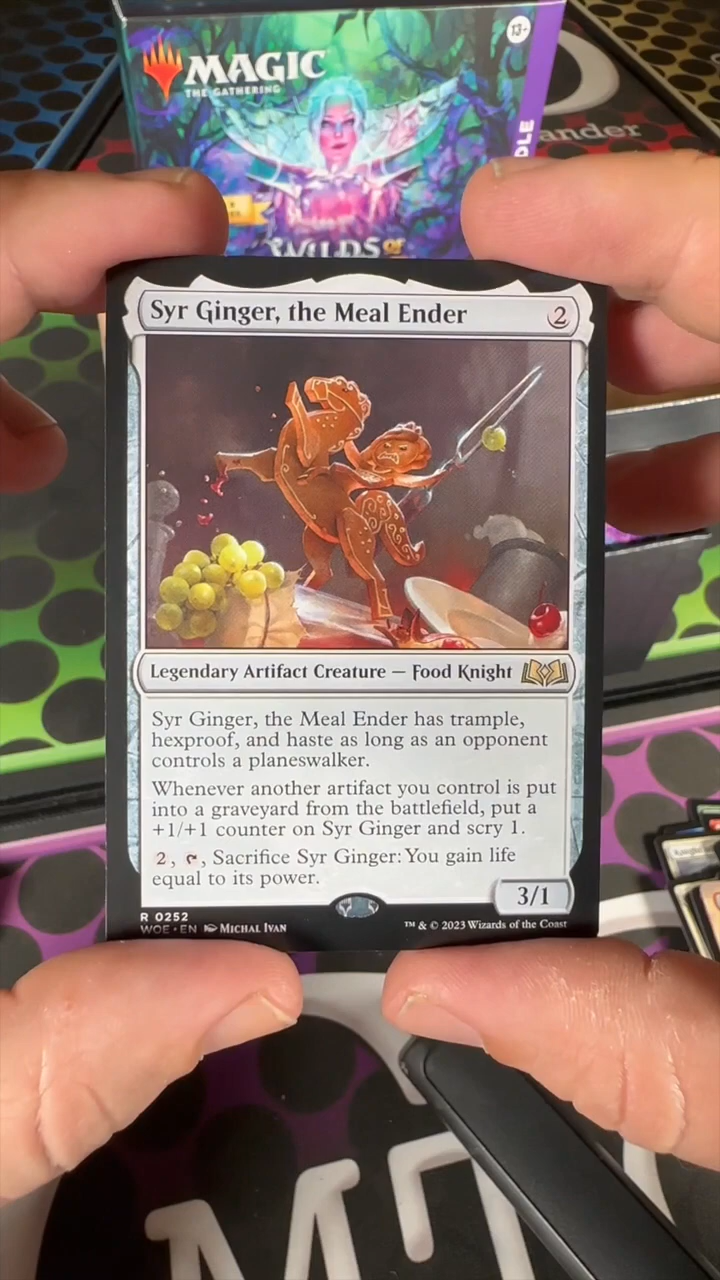 13+
MAGIC
THE GATHERING
DLE
ander
WILDS OF
Syr Ginger, the Meal Ender 2
Legendary Artifact Creature — Food Knight
Syr Ginger, the Meal Ender has trample,
hexproof, and haste as long as an opponent
controls a planeswalker.
Whenever another artifact you control is put
into a graveyard from the battlefield, put a
+1/+1 counter on Syr Ginger and scry 1.
2, , Sacrifice Syr Ginger: You gain life
equal to its power.
3/1
R 0252
WOE • EN MICHAL IVAN ™ & © 2023 Wizards of the Coast
MT